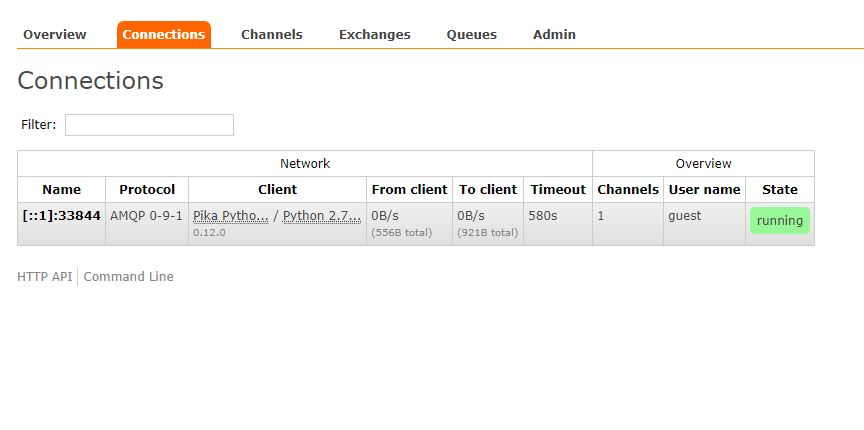 Overview Connections Channels Exchanges Queues Admin
Connections
Filter:
Network Overview
Name Protocol Client From client To client Timeout Channels User name State
[::1]:33844 AMQP 0-9-1 Pika Pytho... / Python 2.7... 0B/s 0B/s 580s 1 guest running
0.12.0 (556B total) (921B total)
HTTP API Command Line